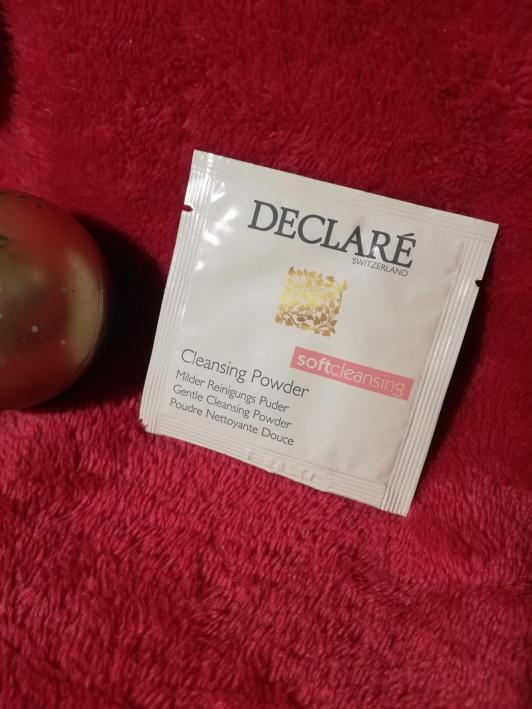 DECLARÉ
SWITZERLAND
softcleansing
Cleansing Powder
Milder Reinigungs Puder
Gentle Cleansing Powder
Poudre Nettoyante Douce